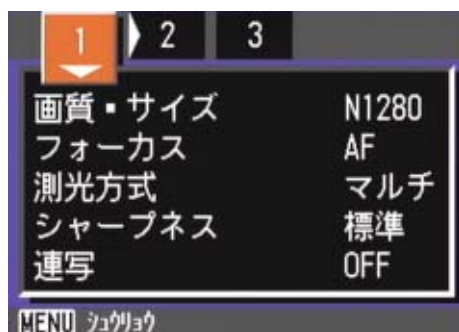 1 2 3
画質・サイズ N1280
フォーカス AF
測光方式 マルチ
シャープネス 標準
連写 OFF
MENU ｼｭｳﾘｮｳ